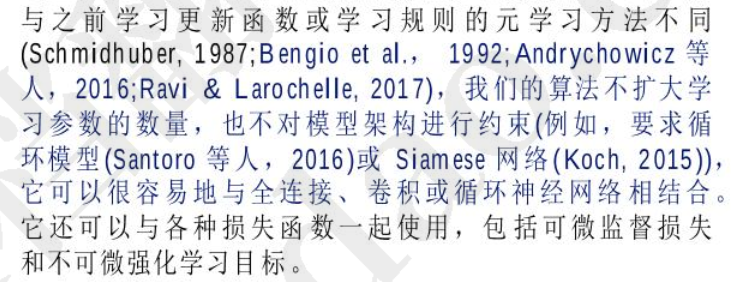 与之前学习更新函数或学习规则的元学习方法不同
(Schmidhuber, 1987;Bengio et al.， 1992;Andrychowicz 等
人，2016;Ravi & Larochelle, 2017)，我们的算法不扩大学
习参数的数量，也不对模型架构进行约束(例如，要求循
环模型(Santoro 等人，2016)或 Siamese 网络(Koch, 2015))，
它可以很容易地与全连接、卷积或循环神经网络相结合。
它还可以与各种损失函数一起使用，包括可微监督损失
和不可微强化学习目标。